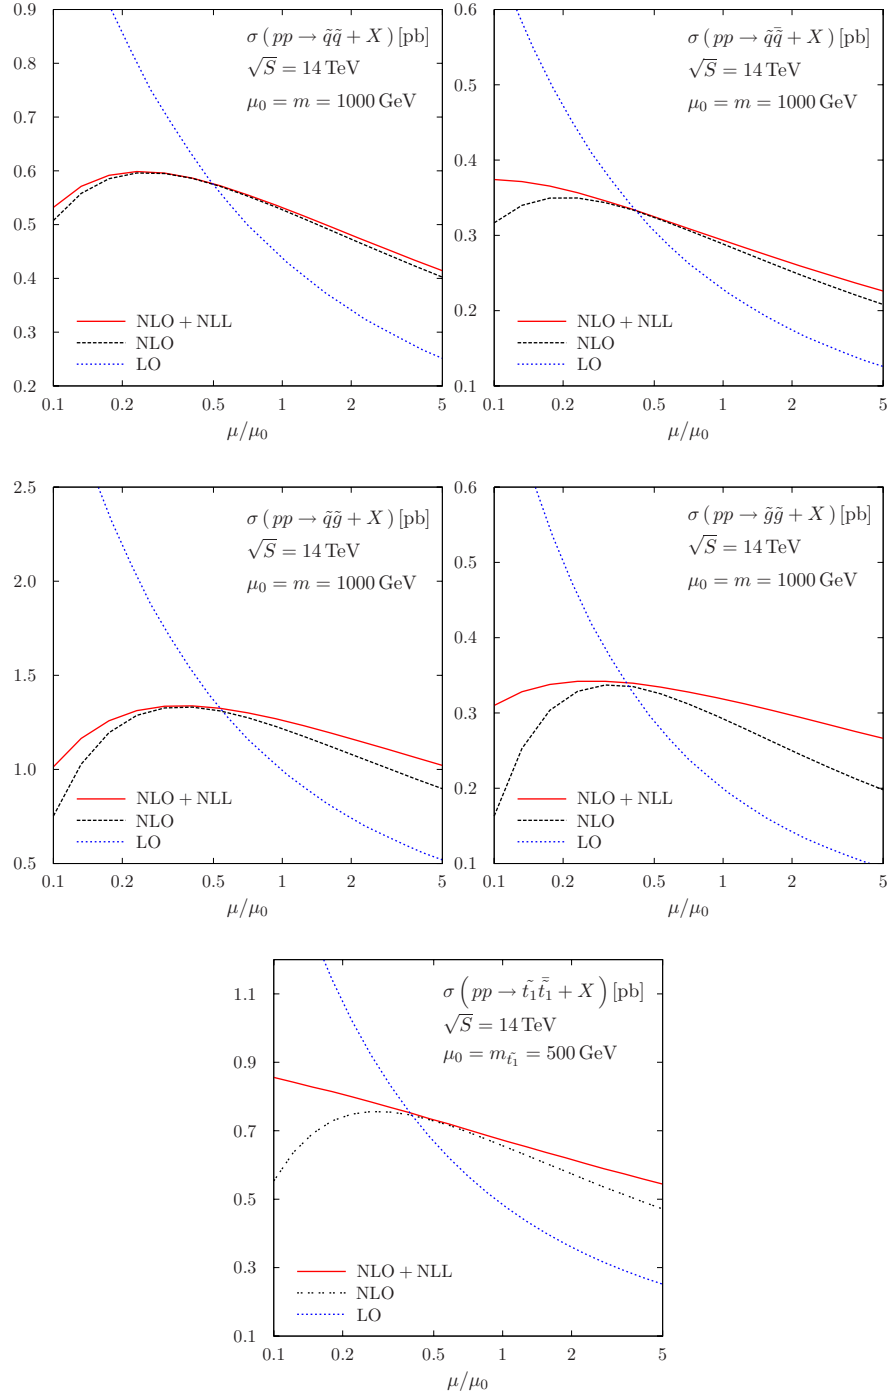 0.9
0.8
0.7
0.6
0.5
0.4
0.3
0.2
σ ( pp → q̃q̃ + X ) [pb]
√S = 14 TeV
μ₀ = m = 1000 GeV
NLO + NLL
NLO
LO
0.1 0.2 0.5 1 2 5
μ/μ₀
0.6
0.5
0.4
0.3
0.2
0.1
σ ( pp → q̃q̃̄ + X ) [pb]
√S = 14 TeV
μ₀ = m = 1000 GeV
NLO + NLL
NLO
LO
0.1 0.2 0.5 1 2 5
μ/μ₀
2.5
2.0
1.5
1.0
0.5
σ ( pp → q̃g̃ + X ) [pb]
√S = 14 TeV
μ₀ = m = 1000 GeV
NLO + NLL
NLO
LO
0.1 0.2 0.5 1 2 5
μ/μ₀
0.6
0.5
0.4
0.3
0.2
0.1
σ ( pp → g̃g̃ + X ) [pb]
√S = 14 TeV
μ₀ = m = 1000 GeV
NLO + NLL
NLO
LO
0.1 0.2 0.5 1 2 5
μ/μ₀
1.1
0.9
0.7
0.5
0.3
0.1
σ ( pp → t̃₁t̃̄₁ + X ) [pb]
√S = 14 TeV
μ₀ = m_t̃₁ = 500 GeV
NLO + NLL
NLO
LO
0.1 0.2 0.5 1 2 5
μ/μ₀